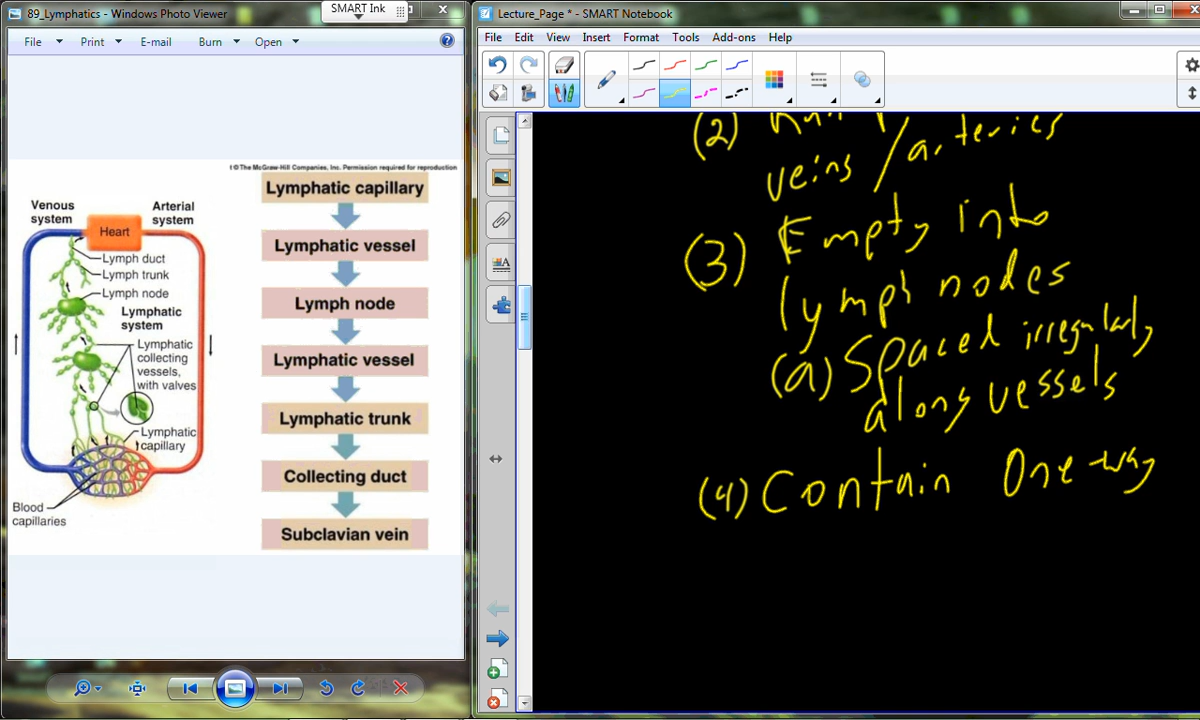 89_Lymphatics - Windows Photo Viewer
SMART Ink
File Print E-mail Burn Open
© The McGraw-Hill Companies, Inc. Permission required for reproduction
Venous system
Arterial system
Heart
Lymph duct
Lymph trunk
Lymph node
Lymphatic
system
Lymphatic
collecting
vessels,
with valves
Lymphatic
capillary
Blood
capillaries
Lymphatic capillary
Lymphatic vessel
Lymph node
Lymphatic vessel
Lymphatic trunk
Collecting duct
Subclavian vein
Lecture_Page * - SMART Notebook
File Edit View Insert Format Tools Add-ons Help
(2)
veins / arteries
(3) Empty into
lymph nodes
(a) Spaced irregularly
along vessels
(4) Contain One-way